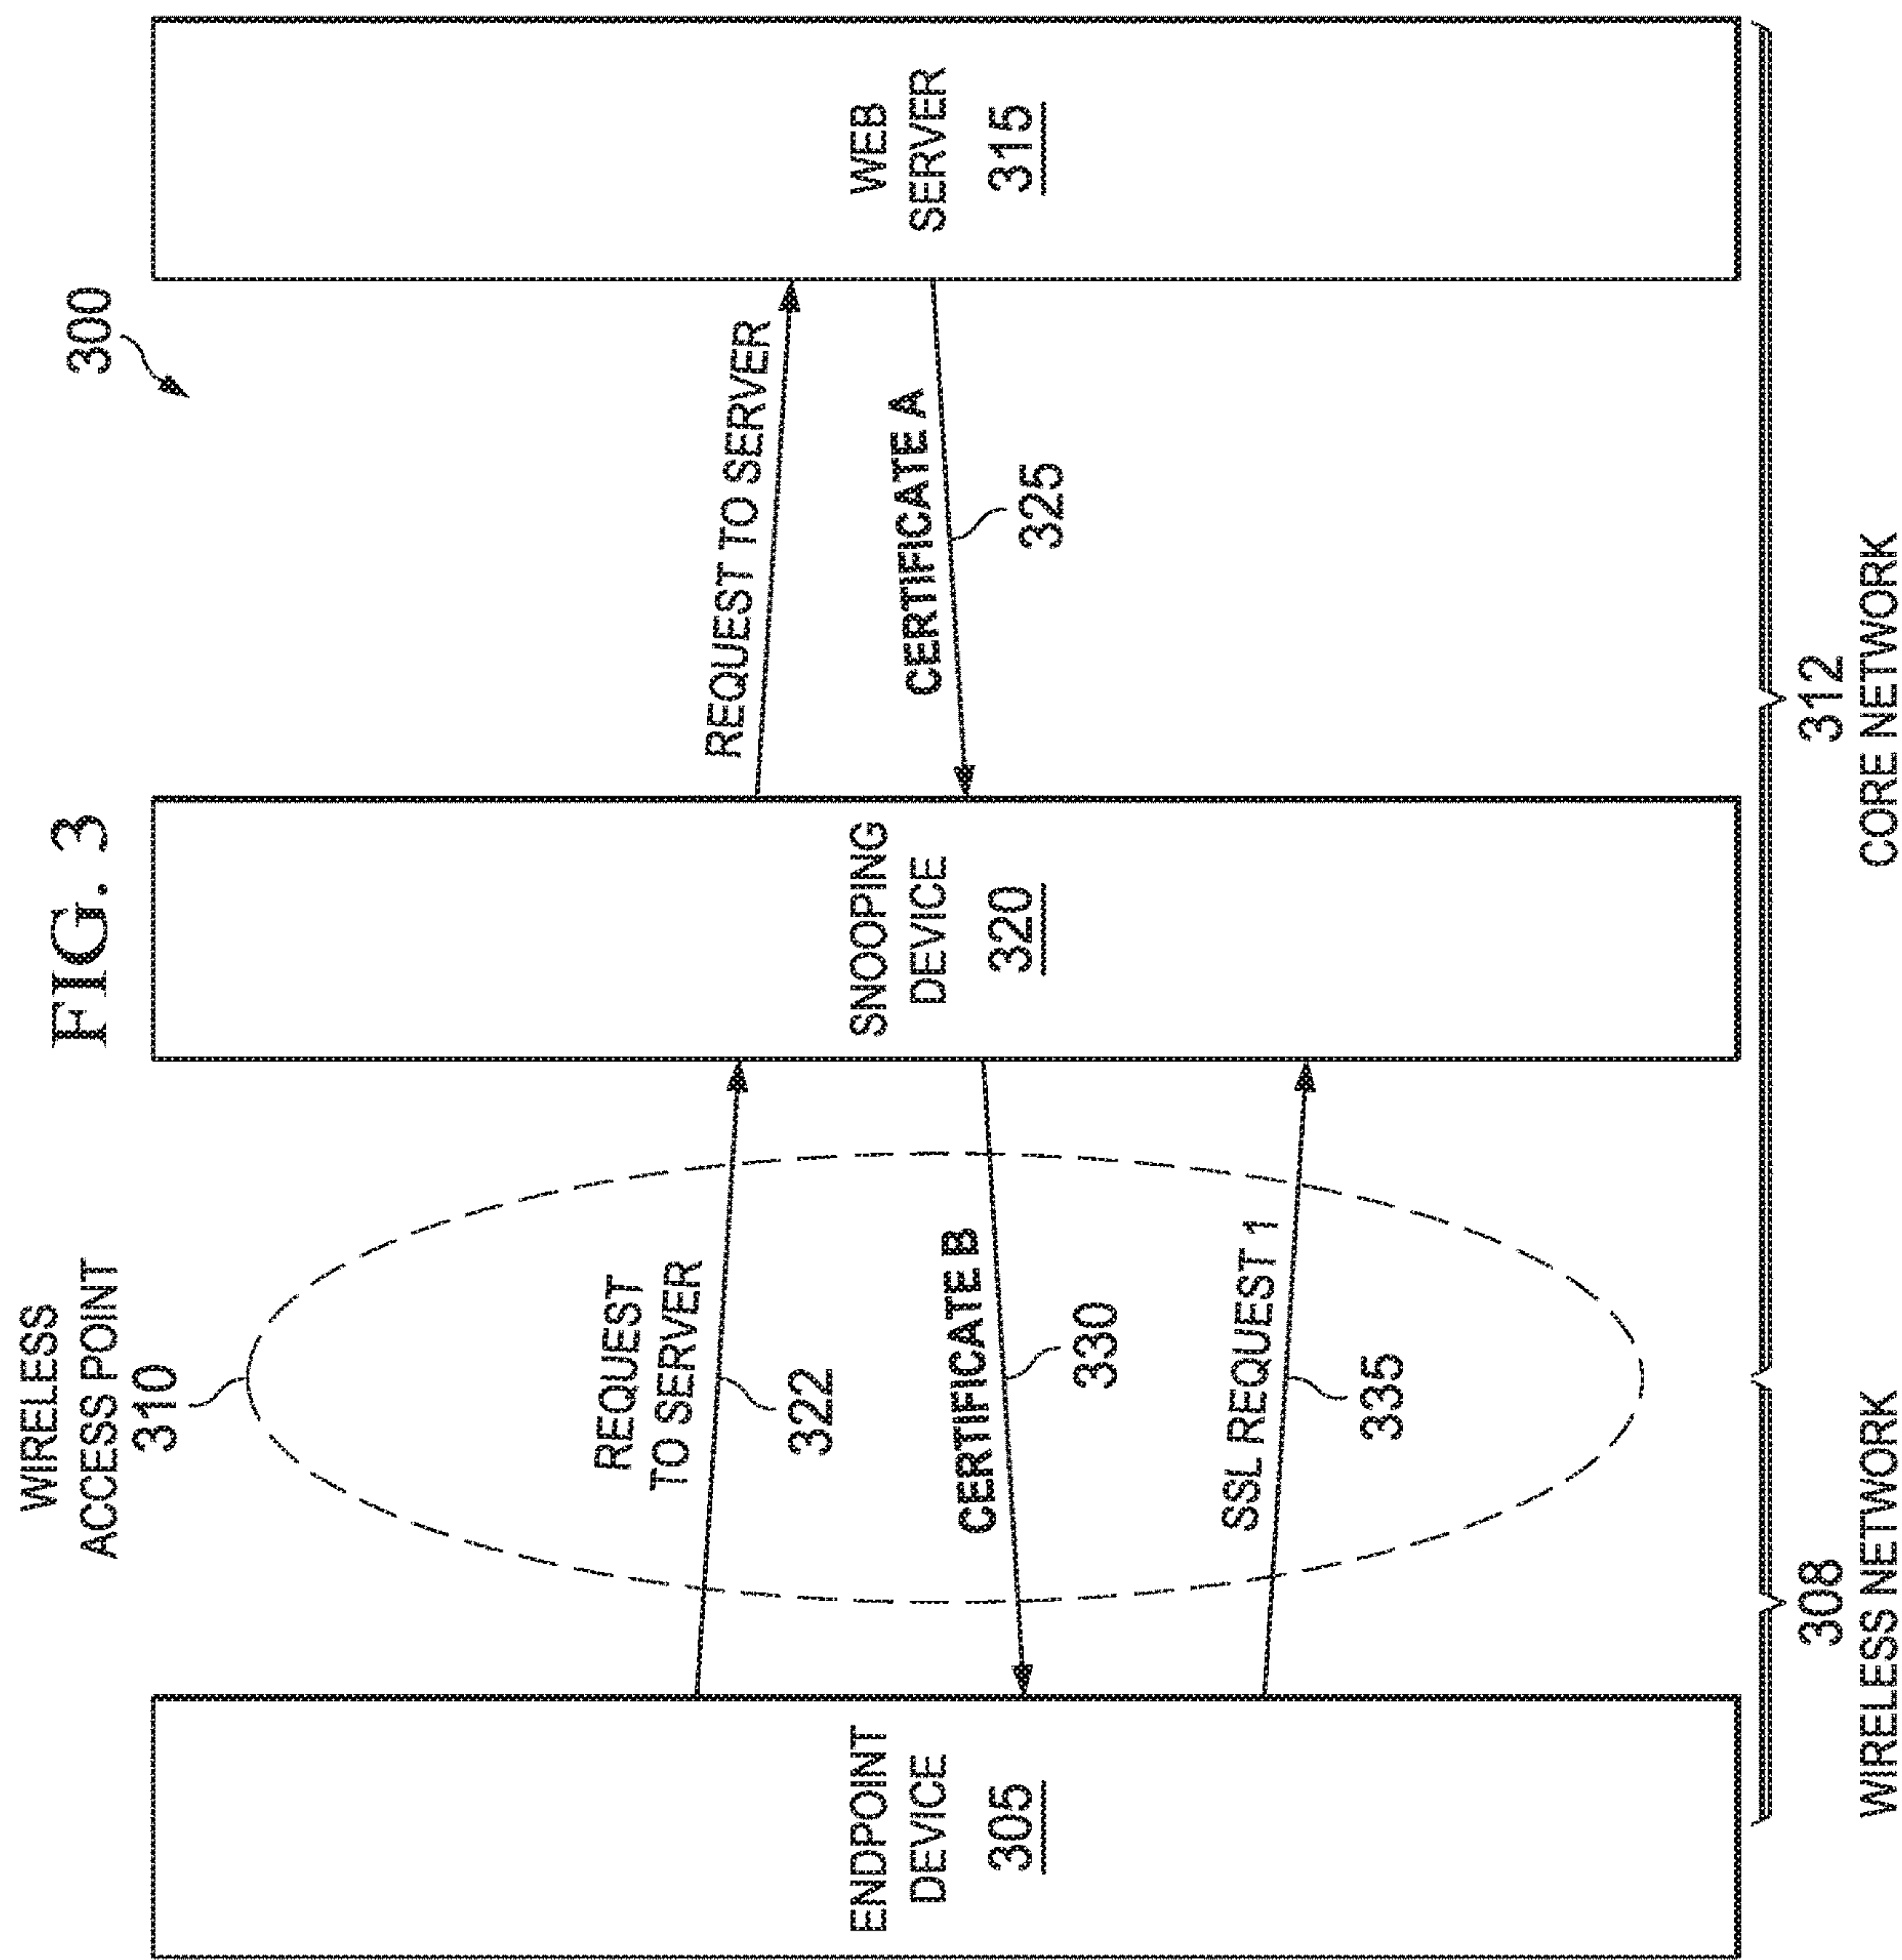 FIG. 3
300
WIRELESS
ACCESS POINT
310
ENDPOINT
DEVICE
305
SNOOPING
DEVICE
320
WEB
SERVER
315
REQUEST
TO SERVER
322
REQUEST TO SERVER
CERTIFICATE A
325
CERTIFICATE B
330
SSL REQUEST 1
335
308
WIRELESS NETWORK
312
CORE NETWORK